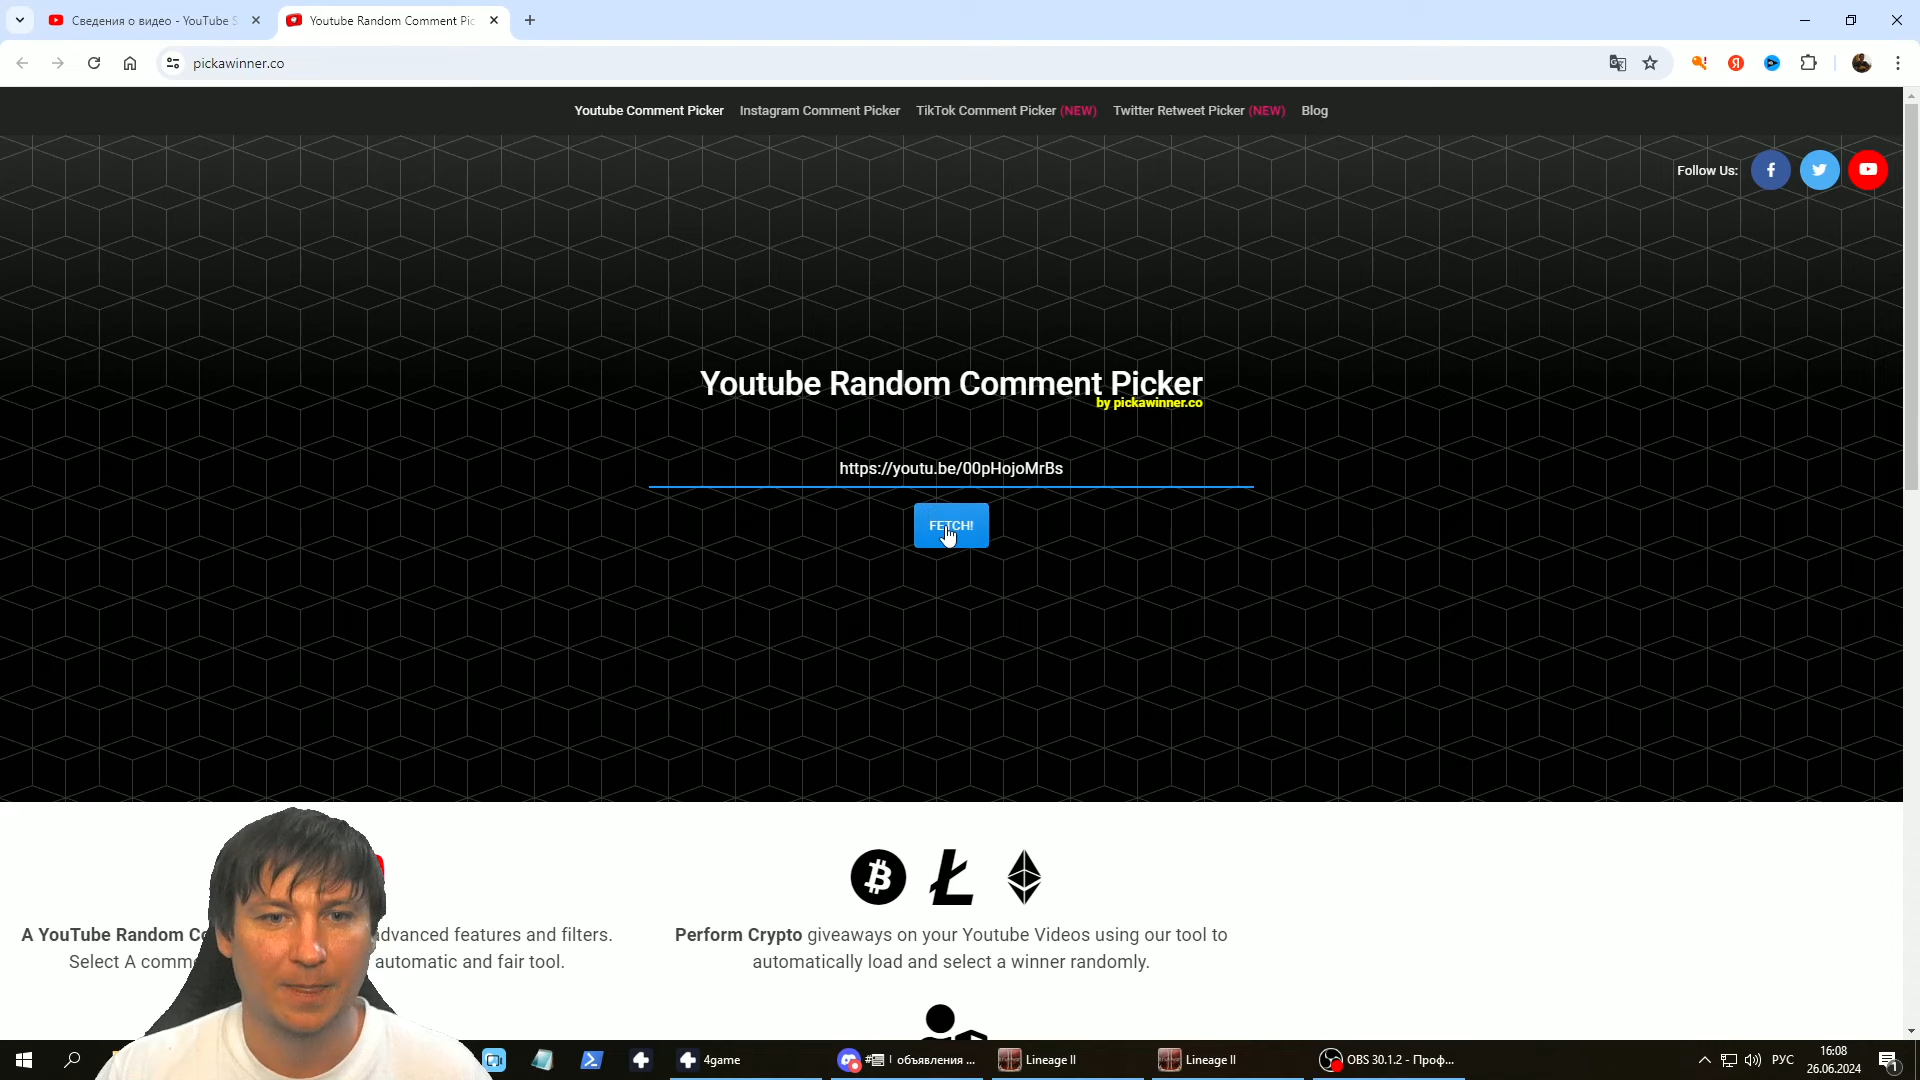 Сведения о видео - YouTube S
Youtube Random Comment Pic
pickawinner.co
Youtube Comment Picker
Instagram Comment Picker
TikTok Comment Picker (NEW)
Twitter Retweet Picker (NEW)
Blog
Follow Us:
Youtube Random Comment Picker
by pickawinner.co
https://youtu.be/00pHojoMrBs
FETCH!
A YouTube Random Co
dvanced features and filters.
Select A comm
automatic and fair tool.
Perform Crypto giveaways on your Youtube Videos using our tool to
automatically load and select a winner randomly.
4game
объявления ...
Lineage II
Lineage II
OBS 30.1.2 - Проф...
РУС
16:08
26.06.2024
1